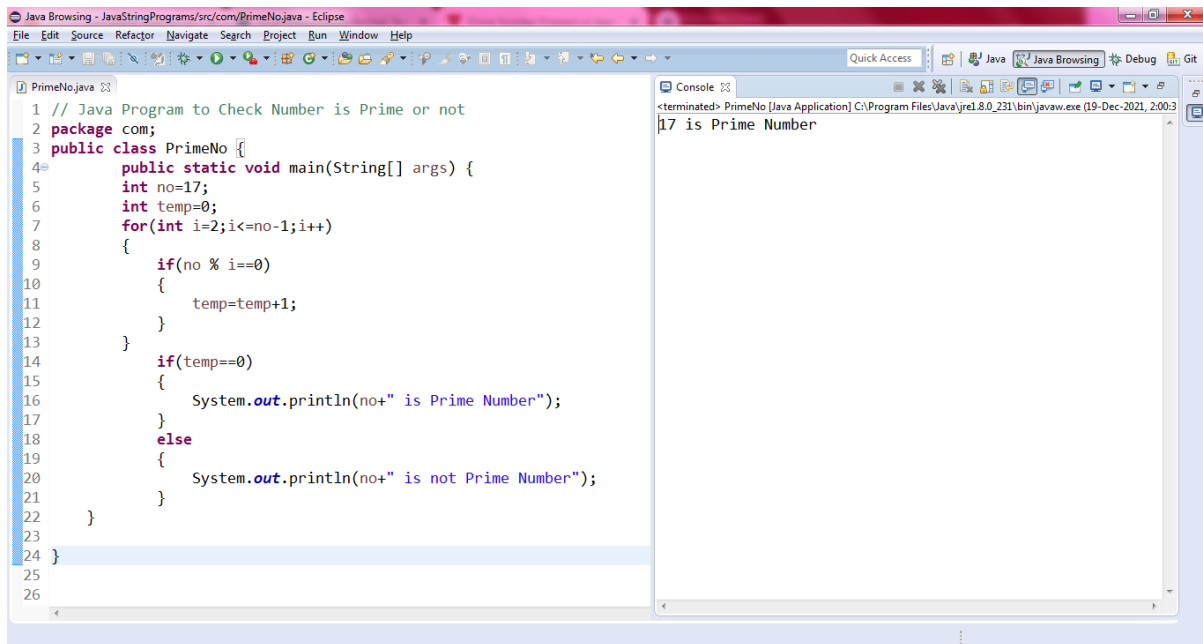 Java Browsing - JavaStringPrograms/src/com/PrimeNo.java - Eclipse
File Edit Source Refactor Navigate Search Project Run Window Help
Quick Access
Java
Java Browsing
Debug
Git
PrimeNo.java
1 // Java Program to Check Number is Prime or not
2 package com;
3 public class PrimeNo {
4 public static void main(String[] args) {
5 int no=17;
6 int temp=0;
7 for(int i=2;i<=no-1;i++)
8 {
9 if(no % i==0)
10 {
11 temp=temp+1;
12 }
13 }
14 if(temp==0)
15 {
16 System.out.println(no+" is Prime Number");
17 }
18 else
19 {
20 System.out.println(no+" is not Prime Number");
21 }
22 }
23
24 }
25
26
Console
<terminated> PrimeNo [Java Application] C:\Program Files\Java\jre1.8.0_231\bin\javaw.exe (19-Dec-2021, 2:00:3
17 is Prime Number